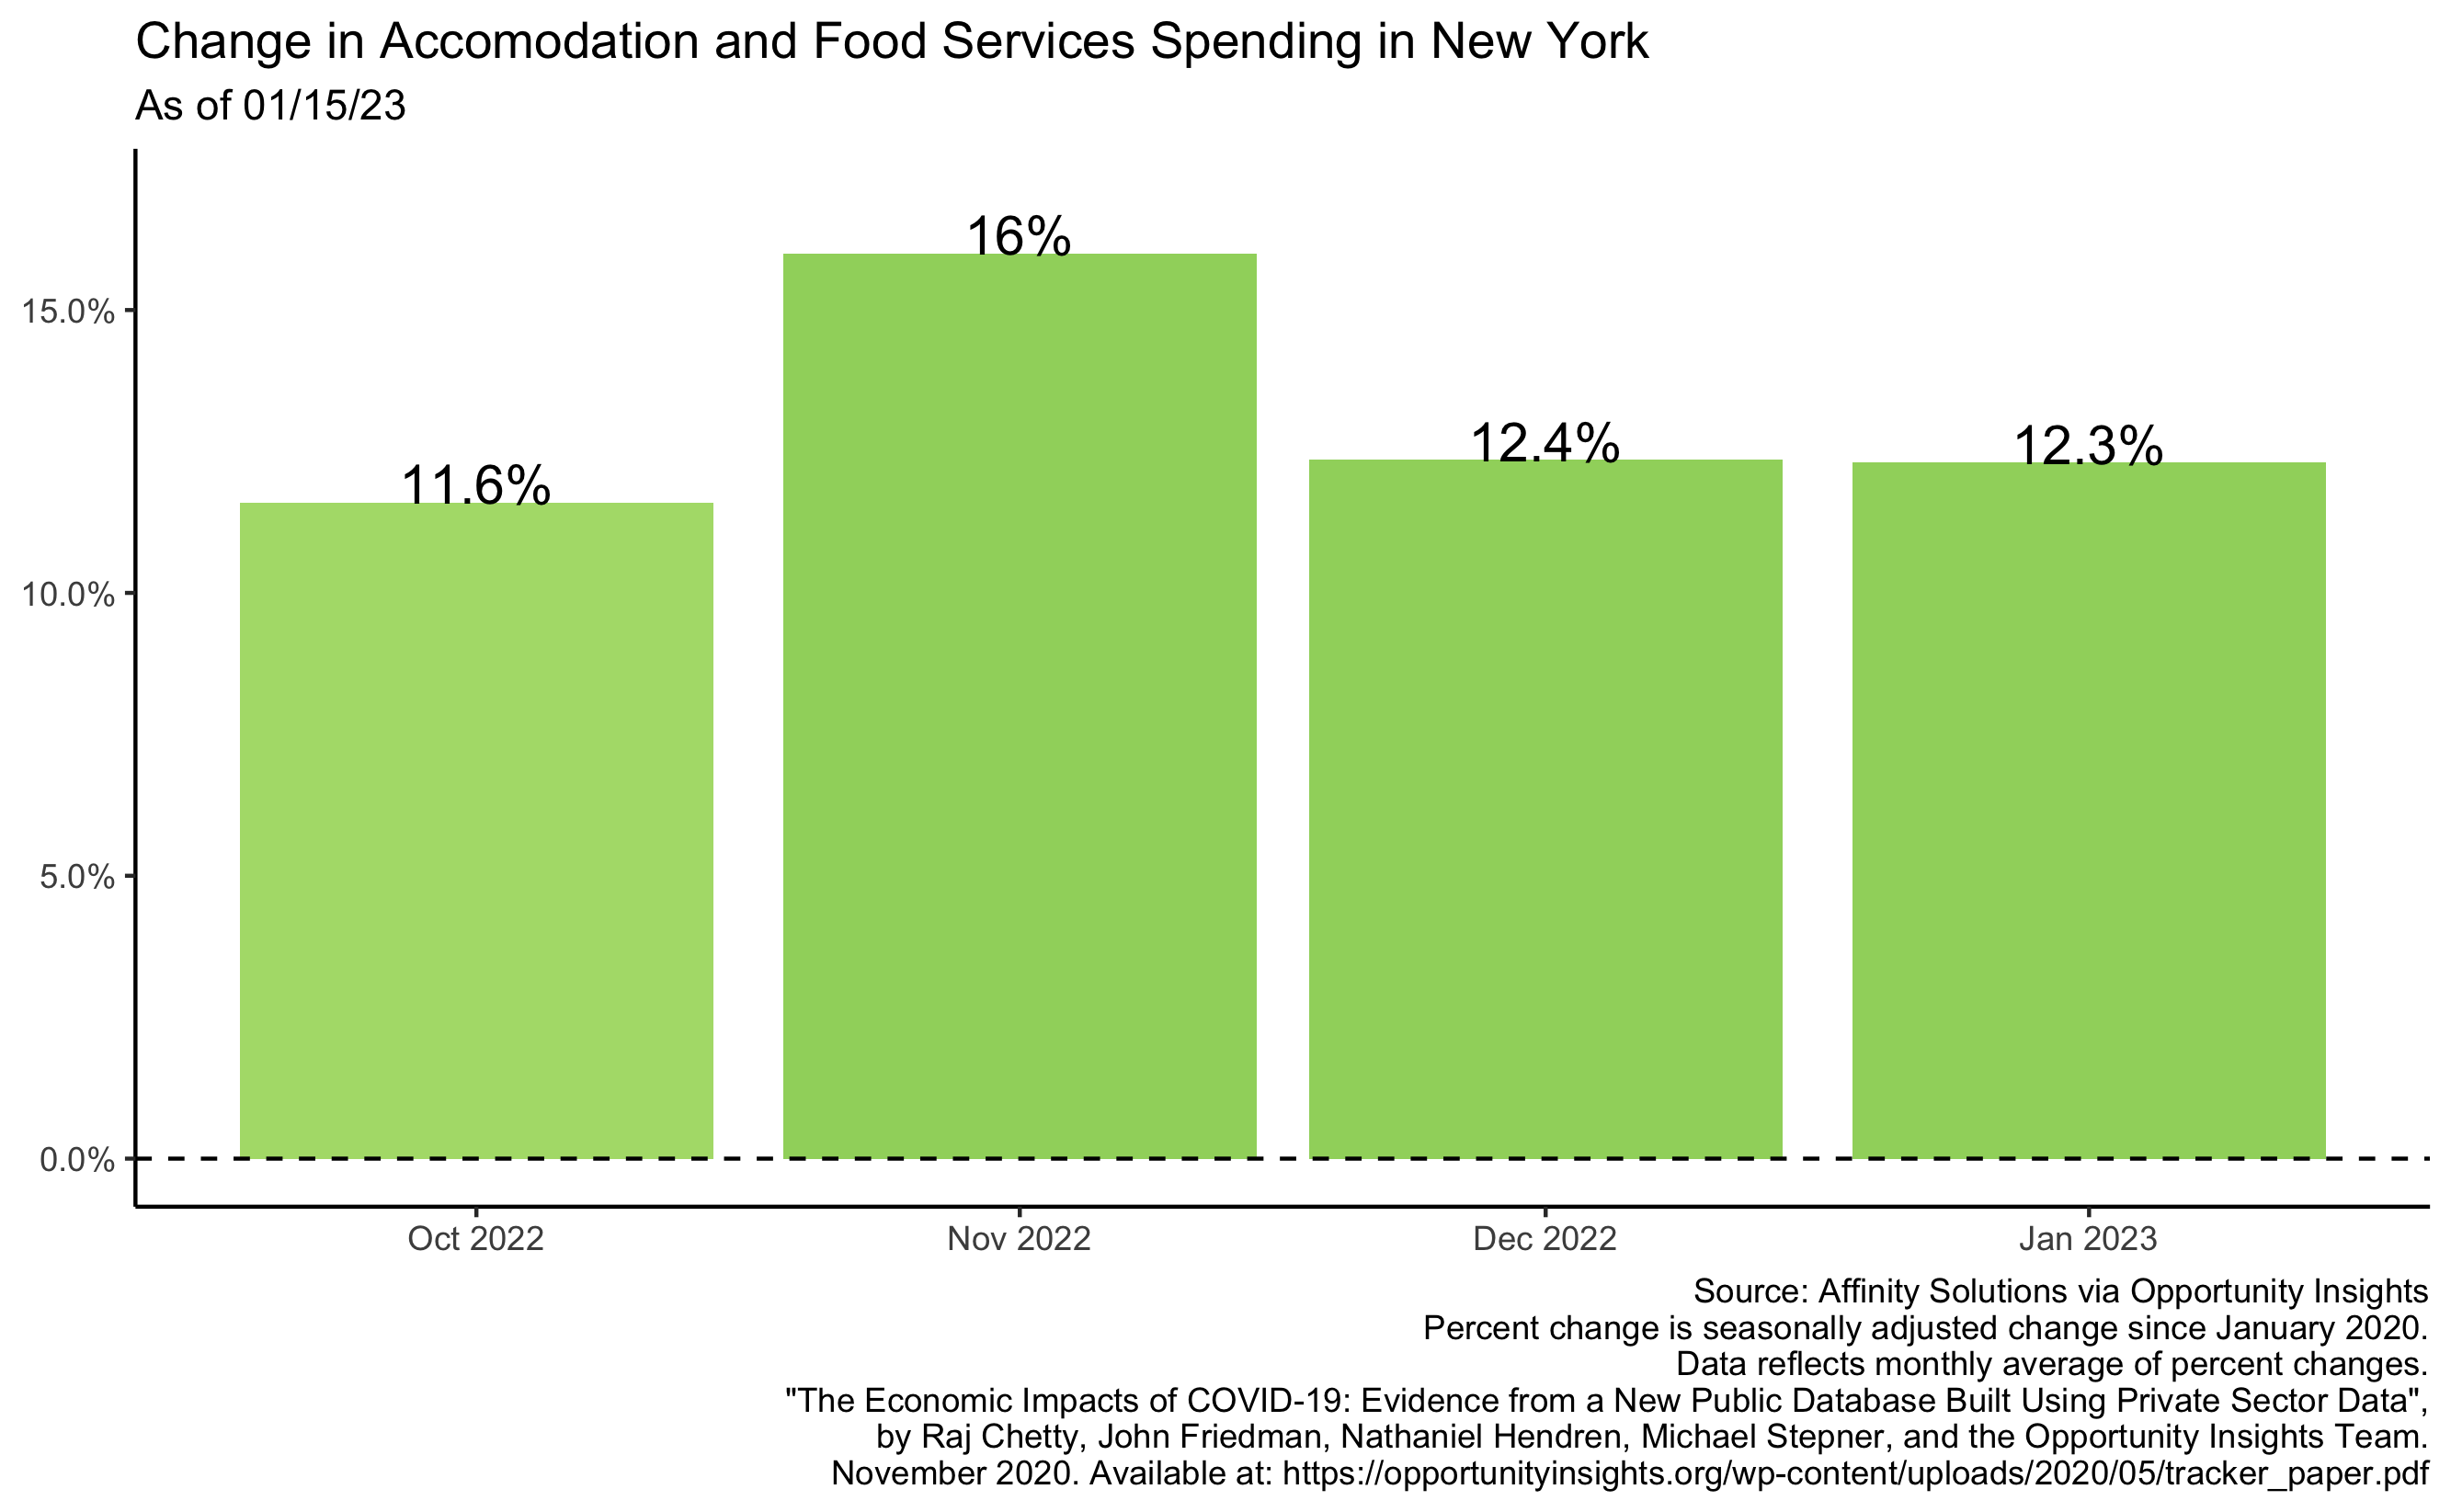 Change in Accomodation and Food Services Spending in New York
As of 01/15/23
16%
15.0%
12.4%
12.3%
11.6%
10.0%
5.0%
0.0%
Oct 2022
Nov 2022
Dec 2022
Jan 2023
Source: Affinity Solutions via Opportunity Insights
Percent change is seasonally adjusted change since January 2020.
Data reflects monthly average of percent changes.
"The Economic Impacts of COVID-19: Evidence from a New Public Database Built Using Private Sector Data",
by Raj Chetty, John Friedman, Nathaniel Hendren, Michael Stepner, and the Opportunity Insights Team.
November 2020. Available at: https://opportunityinsights.org/wp-content/uploads/2020/05/tracker_paper.pdf